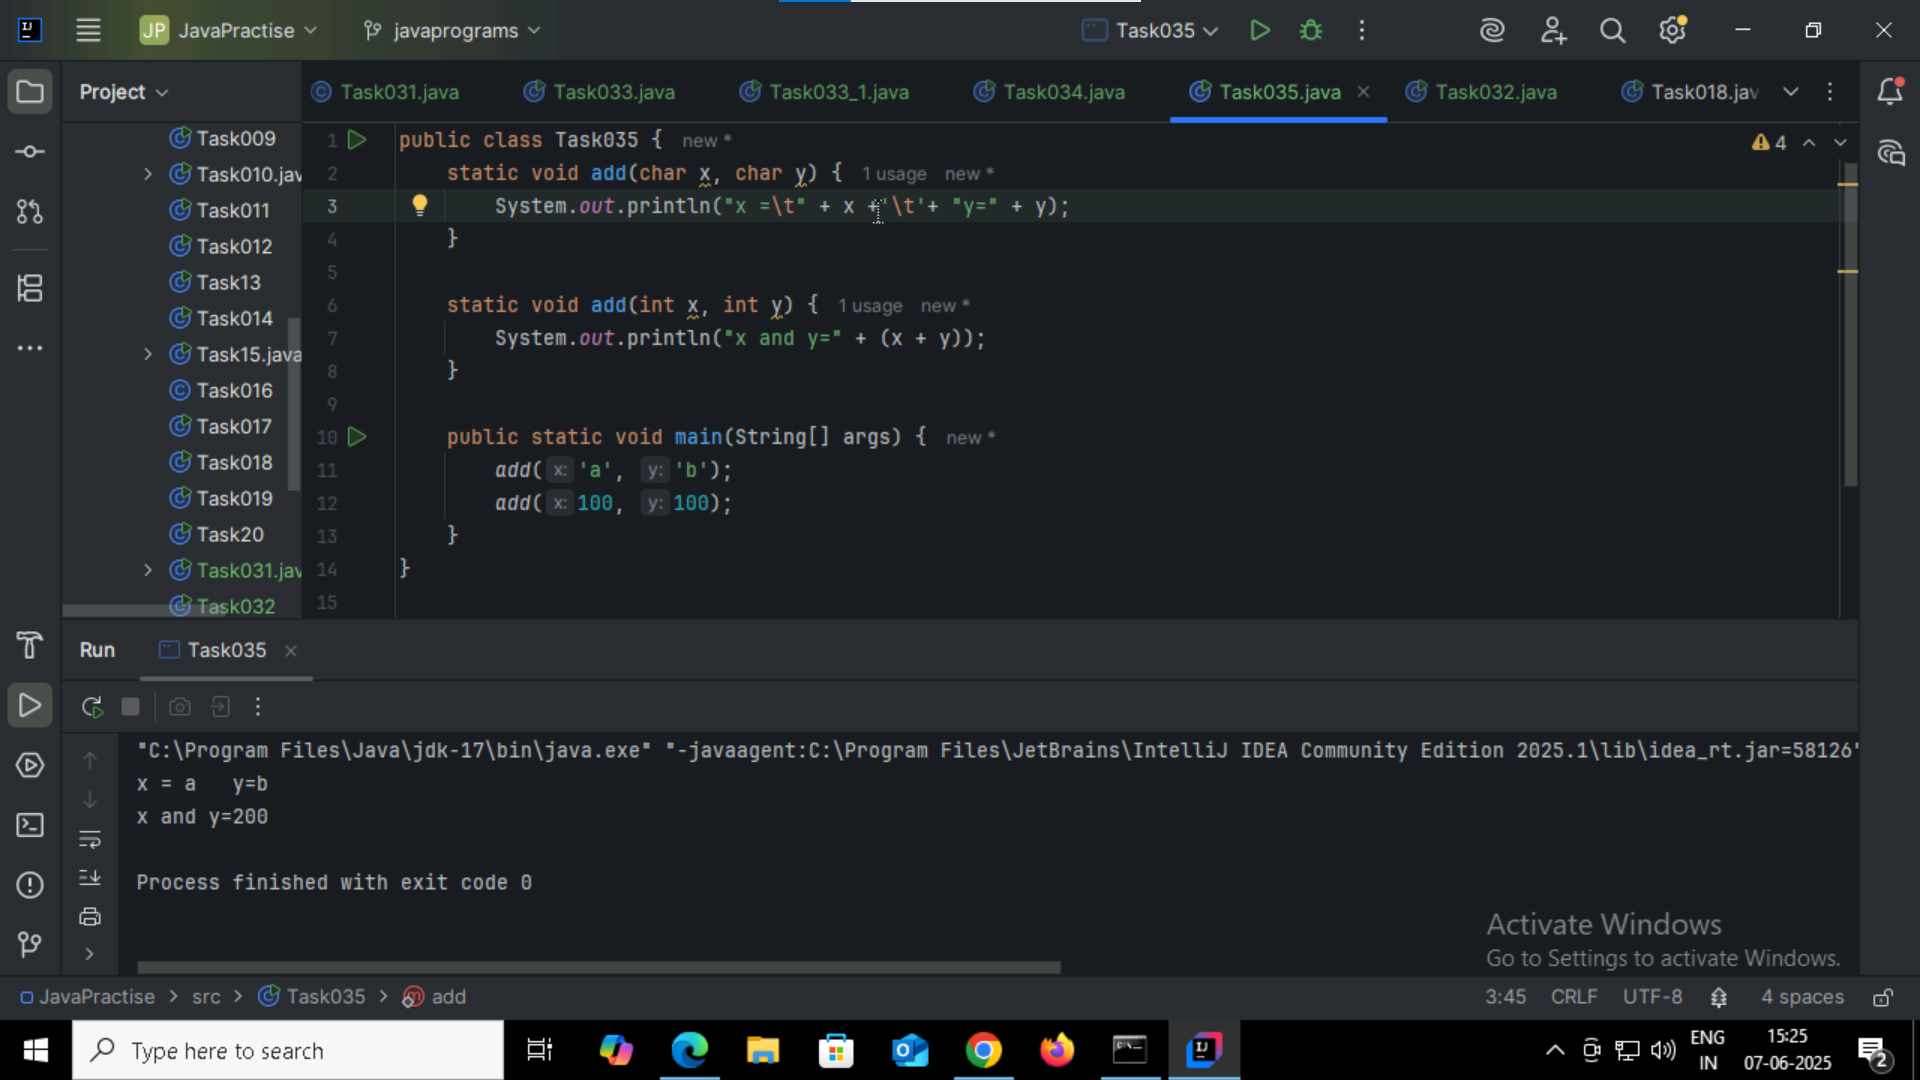 JP JavaPractise javaprograms Task035
Project Task031.java Task033.java Task033_1.java Task034.java Task035.java Task032.java Task018.jav
Task009
Task010.jav
Task011
Task012
Task13
Task014
Task15.java
Task016
Task017
Task018
Task019
Task20
Task031.jav
Task032
1 public class Task035 { new *
2 static void add(char x, char y) { 1 usage new *
3 System.out.println("x =\t" + x +'\t'+ "y=" + y);
4 }
5
6 static void add(int x, int y) { 1 usage new *
7 System.out.println("x and y=" + (x + y));
8 }
9
10 public static void main(String[] args) { new *
11 add( x: 'a', y: 'b');
12 add( x: 100, y: 100);
13 }
14 }
15
4
Run Task035
"C:\Program Files\Java\jdk-17\bin\java.exe" "-javaagent:C:\Program Files\JetBrains\IntelliJ IDEA Community Edition 2025.1\lib\idea_rt.jar=58126"
x = a   y=b
x and y=200
Process finished with exit code 0
Activate Windows
Go to Settings to activate Windows.
JavaPractise > src > Task035 > add 3:45 CRLF UTF-8 4 spaces
Type here to search
ENG
IN
15:25
07-06-2025
2